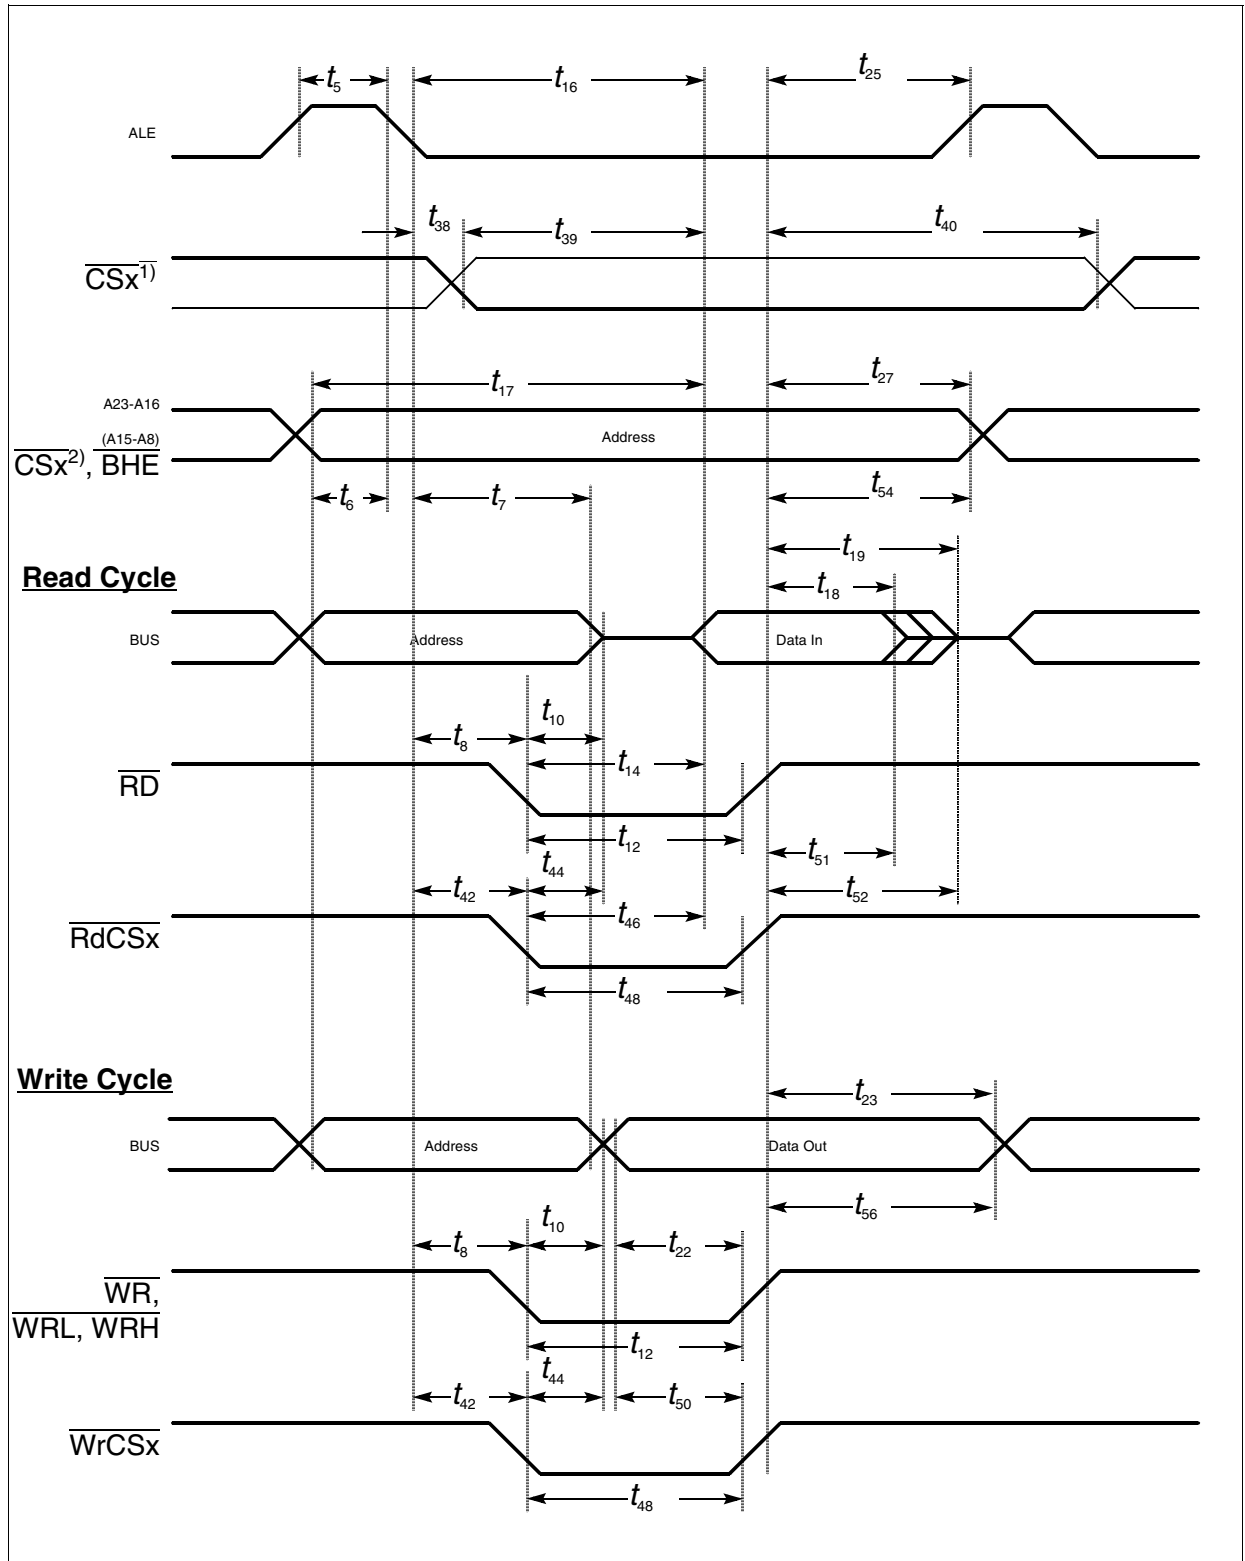 t5 t16 t25
ALE
t38 t39 t40
CSx1)
t17 t27
A23-A16
(A15-A8)
Address
CSx2), BHE
t6 t7 t54
t19
Read Cycle
t18
BUS Address Data In
t10
t8
t14
RD
t12
t51
t44
t42
t52
t46
RdCSx
t48
Write Cycle
t23
BUS Address Data Out
t56
t10
t8 t22
WR,
WRL, WRH
t12
t44
t42 t50
WrCSx
t48